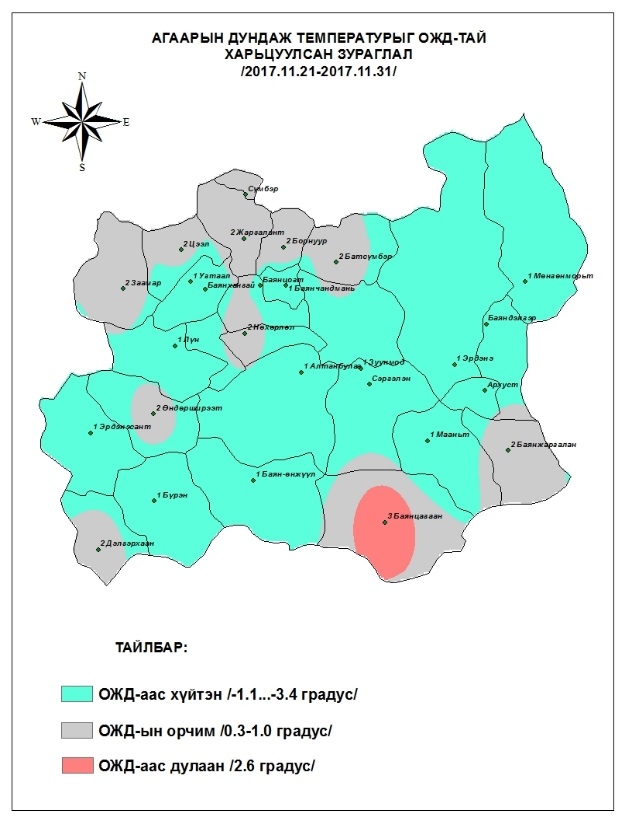 АГААРЫН ДУНДАЖ ТЕМПЕРАТУРЫГ ОЖД-ТАЙ
ХАРЬЦУУЛСАН ЗУРАГЛАЛ
/2017.11.21-2017.11.31/
N
W
E
S
Сүмбэр
2 Жаргалант
2 Цээл
2 Борнуур
2 Батсүмбэр
2 Заамар
1 Угтаал
Баянхангай
Баянцогт
1 Баянчандмань
1 Мөнгөнморьт
Баяндэлгэр
2 Нөхөрлөл
1 Лүн
1 Эрдэнэ
1 Зуунмод
1 Алтанбулаг
Сэргэлэн
Архуст
2 Өндөрширээт
1 Эрдэнэсант
1 Мааньт
2 Баянжаргалан
1 Баян-өнжүүл
1 Бүрэн
3 Баянцагаан
2 Дэлгэрхаан
ТАЙЛБАР:
ОЖД-аас хүйтэн /-1.1...-3.4 градус/
ОЖД-ын орчим /0.3-1.0 градус/
ОЖД-аас дулаан /2.6 градус/